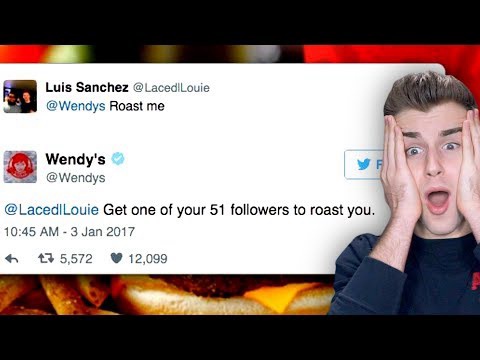 Luis Sanchez @LacedlLouie
@Wendys Roast me
Wendy's
@Wendys
@LacedlLouie Get one of your 51 followers to roast you.
10:45 AM - 3 Jan 2017
5,572 12,099